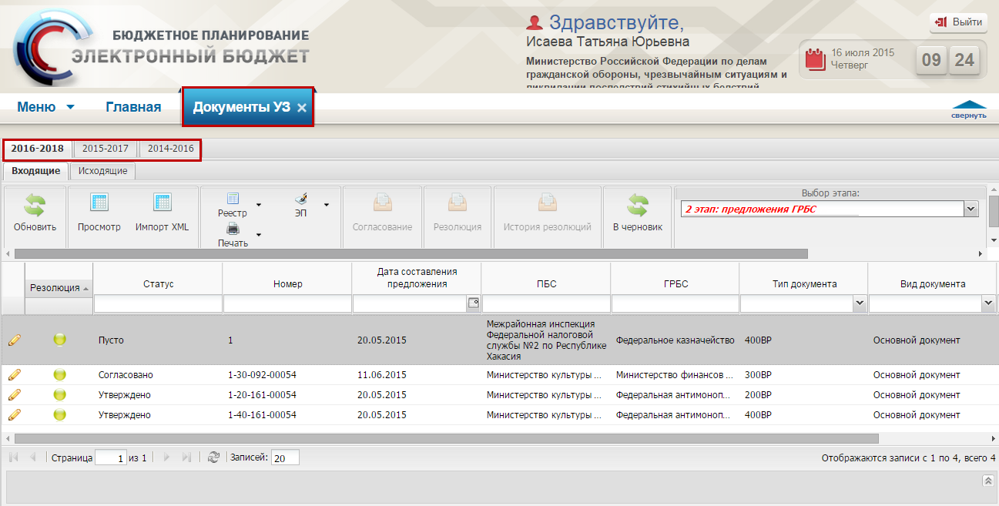 БЮДЖЕТНОЕ ПЛАНИРОВАНИЕ
ЭЛЕКТРОННЫЙ БЮДЖЕТ
Здравствуйте,
Исаева Татьяна Юрьевна
Министерство Российской Федерации по делам
гражданской обороны, чрезвычайным ситуациям и
ликвидации последствий стихийных бедствий
Выйти
16 июля 2015
Четверг
09 24
Меню Главная Документы УЗ
свернуть
2016-2018 2015-2017 2014-2016
Входящие Исходящие
Обновить Просмотр Импорт XML Реестр ЭП Согласование Резолюция История резолюций В черновик
Печать
Выбор этапа:
2 этап: предложения ГРБС
Резолюция Статус Номер Дата составления предложения ПБС ГРБС Тип документа Вид документа
Пусто 1 20.05.2015 Межрайонная инспекция Федеральной налоговой службы №2 по Республике Хакасия Федеральное казначейство 400ВР Основной документ
Согласовано 1-30-092-00054 11.06.2015 Министерство культуры ... Министерство финансов ... 300ВР Основной документ
Утверждено 1-20-161-00054 20.05.2015 Министерство культуры ... Федеральная антимоноп... 200ВР Основной документ
Утверждено 1-40-161-00054 20.05.2015 Министерство культуры ... Федеральная антимоноп... 400ВР Основной документ
Страница 1 из 1 Записей: 20 Отображаются записи с 1 по 4, всего 4